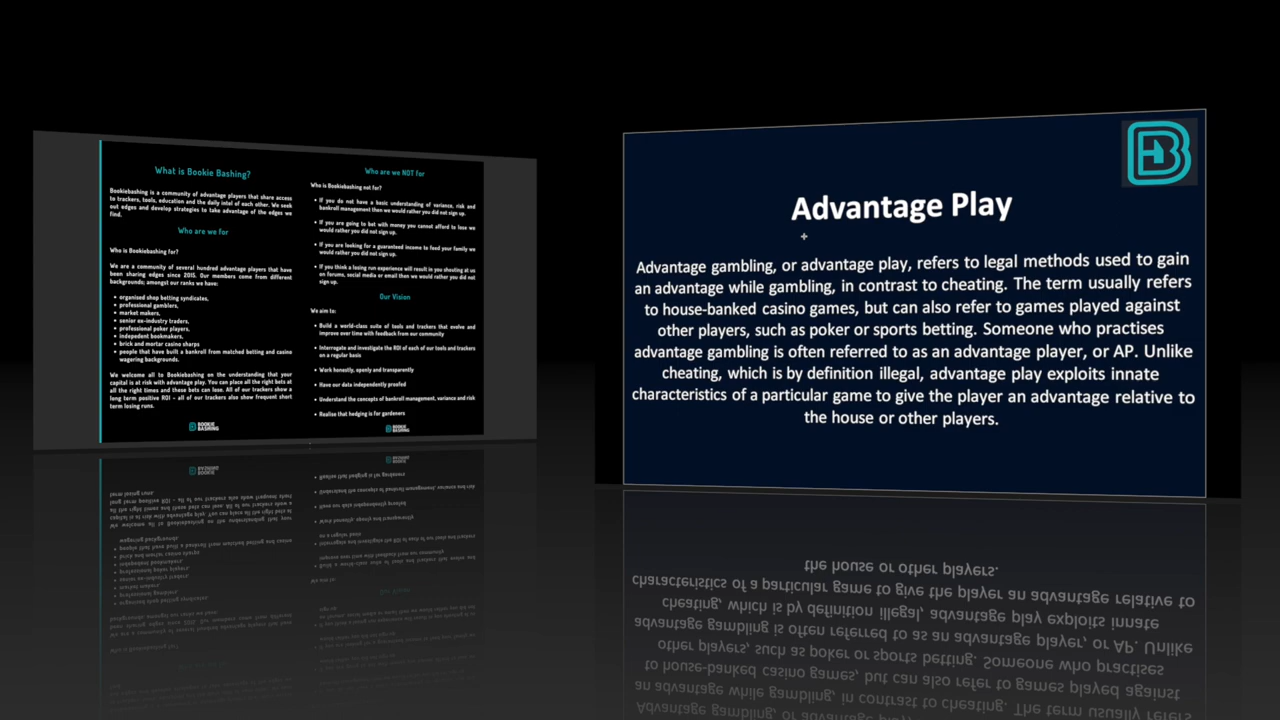 What is Bookie Bashing?
Bookiebashing is a community of advantage players that share access
to trackers, tools, education and the daily intel of each other. We seek
out edges and develop strategies to take advantage of the edges we
find.
Who are we for
Who is Bookiebashing for?
We are a community of several hundred advantage players that have
been sharing edges since 2015. Our members come from different
backgrounds; amongst our ranks we have:
• organised shop betting syndicates,
• professional gamblers,
• market makers,
• senior ex-industry traders,
• professional poker players,
• indepedent bookmakers,
• brick and mortar casino sharps
• people that have built a bankroll from matched betting and casino
wagering backgrounds.
We welcome all to Bookiebashing on the understanding that your
capital is at risk with advantage play. You can place all the right bets at
all the right times and these bets can lose. All of our trackers show a
long term positive ROI - all of our trackers also show frequent short
term losing runs.
BOOKIE
BASHING
Who are we NOT for
Who is Bookiebashing not for?
• If you do not have a basic understanding of variance, risk and
bankroll management then we would rather you did not sign up.
• If you are going to bet with money you cannot afford to lose we
would rather you did not sign up.
• If you are looking for a guaranteed income to feed your family we
would rather you did not sign up.
• If you think a losing run experience will result in you shouting at us
on forums, social media or email then we would rather you did not
sign-up.
Our Vision
We aim to:
• Build a world-class suite of tools and trackers that evolve and
improve over time with feedback from our community
• Interrogate and investigate the ROI of each of our tools and trackers
on a regular basis
• Work honestly, openly and transparently
• Have our data independently proofed
• Understand the concepts of bankroll management, variance and risk
• Realise that hedging is for gardeners
BOOKIE
BASHING
B
Advantage Play
Advantage gambling, or advantage play, refers to legal methods used to gain
an advantage while gambling, in contrast to cheating. The term usually refers
to house-banked casino games, but can also refer to games played against
other players, such as poker or sports betting. Someone who practises
advantage gambling is often referred to as an advantage player, or AP. Unlike
cheating, which is by definition illegal, advantage play exploits innate
characteristics of a particular game to give the player an advantage relative to
the house or other players.